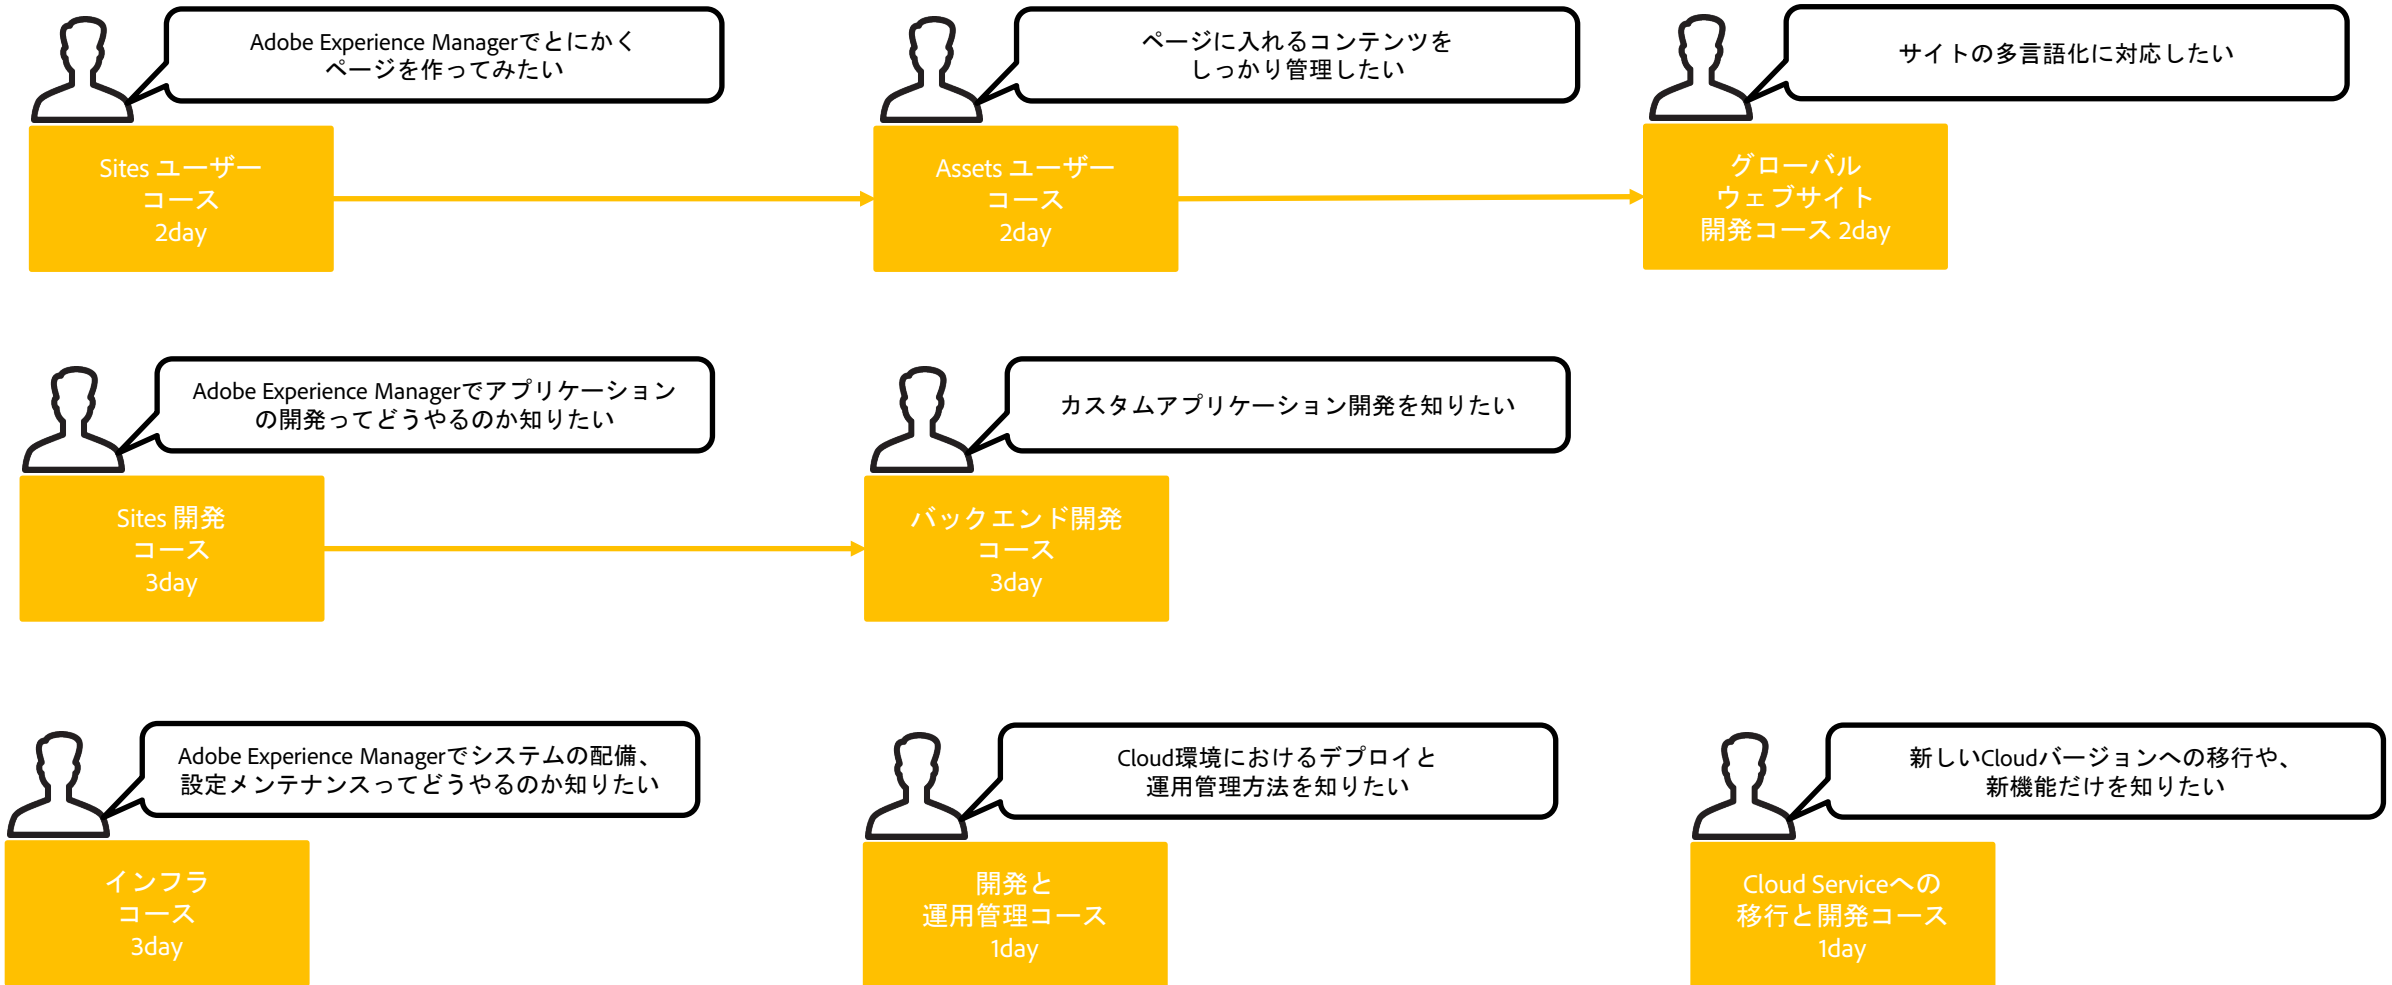 Adobe Experience Managerでとにかく
ページを作ってみたい
ページに入れるコンテンツを
しっかり管理したい
サイトの多言語化に対応したい
Sites ユーザー
コース
2day
Assets ユーザー
コース
2day
グローバル
ウェブサイト
開発コース 2day
Adobe Experience Managerでアプリケーション
の開発ってどうやるのか知りたい
カスタムアプリケーション開発を知りたい
Sites 開発
コース
3day
バックエンド開発
コース
3day
Adobe Experience Managerでシステムの配備、
設定メンテナンスってどうやるのか知りたい
Cloud環境におけるデプロイと
運用管理方法を知りたい
新しいCloudバージョンへの移行や、
新機能だけを知りたい
インフラ
コース
3day
開発と
運用管理コース
1day
Cloud Serviceへの
移行と開発コース
1day